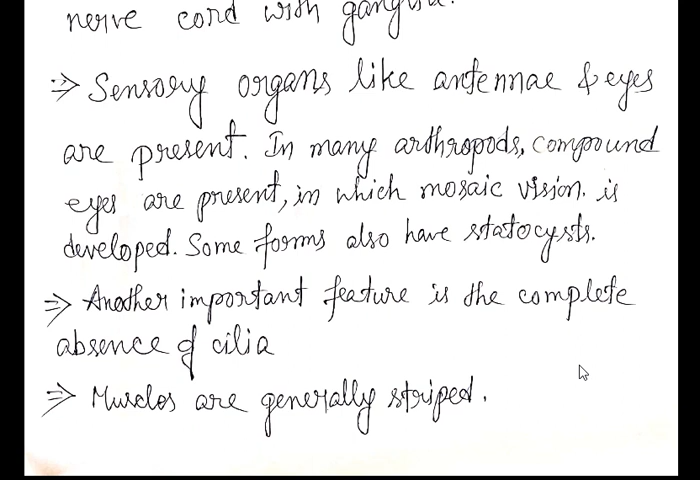 nerve cord with ganglia.
⇒ Sensory organs like antennae & eyes
are present. In many arthropods, compound
eyes are present, in which mosaic vision. is
developed. Some forms also have statocysts.
⇒ Another important feature is the complete
absence of cilia
⇒ Muscles are generally striped.